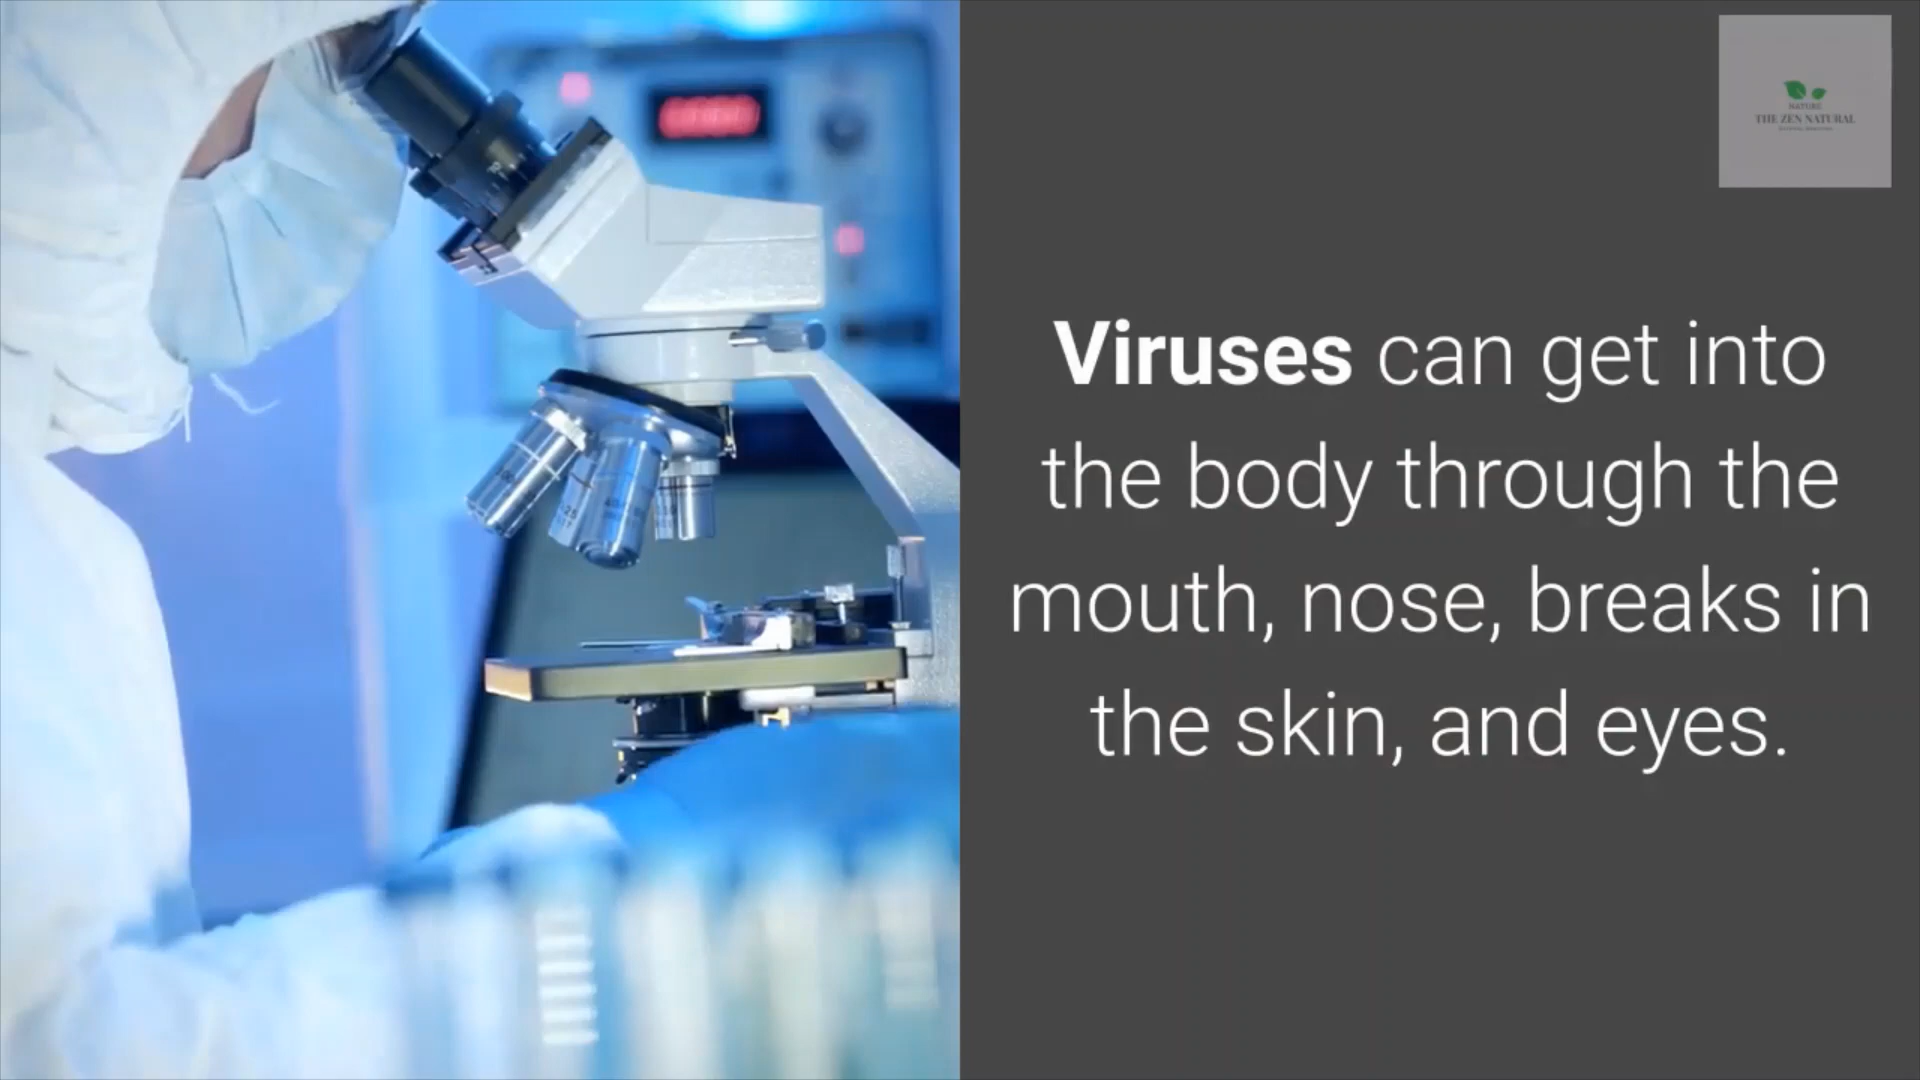 NATURE
THE ZEN NATURAL
Viruses can get into
the body through the
mouth, nose, breaks in
the skin, and eyes.